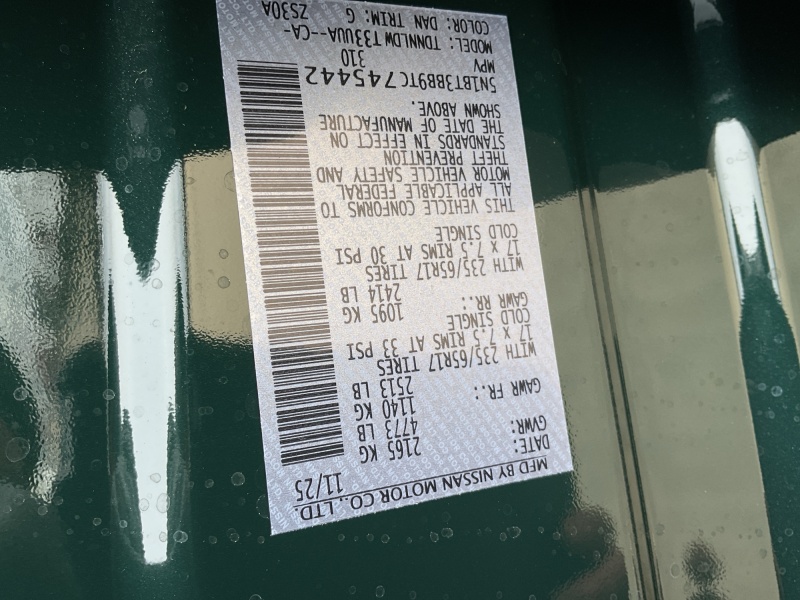 MFD BY NISSAN MOTOR CO., LTD.
DATE: 11/25
GVWR: 2165 KG
4773 LB
GAWR FR.: 1140 KG
2513 LB
WITH 235/65R17 TIRES
17 x 7.5 RIMS AT 33 PSI
COLD SINGLE
GAWR RR.: 1095 KG
2414 LB
WITH 235/65R17 TIRES
17 x 7.5 RIMS AT 30 PSI
COLD SINGLE
THIS VEHICLE CONFORMS TO
ALL APPLICABLE FEDERAL
MOTOR VEHICLE SAFETY AND
THEFT PREVENTION
STANDARDS IN EFFECT ON
THE DATE OF MANUFACTURE
SHOWN ABOVE.
5N1BT3BB9TC745442
MPV 310
MODEL: TDNNLDWT33UUA--CA-
COLOR: DAN TRIM: G ZS30A